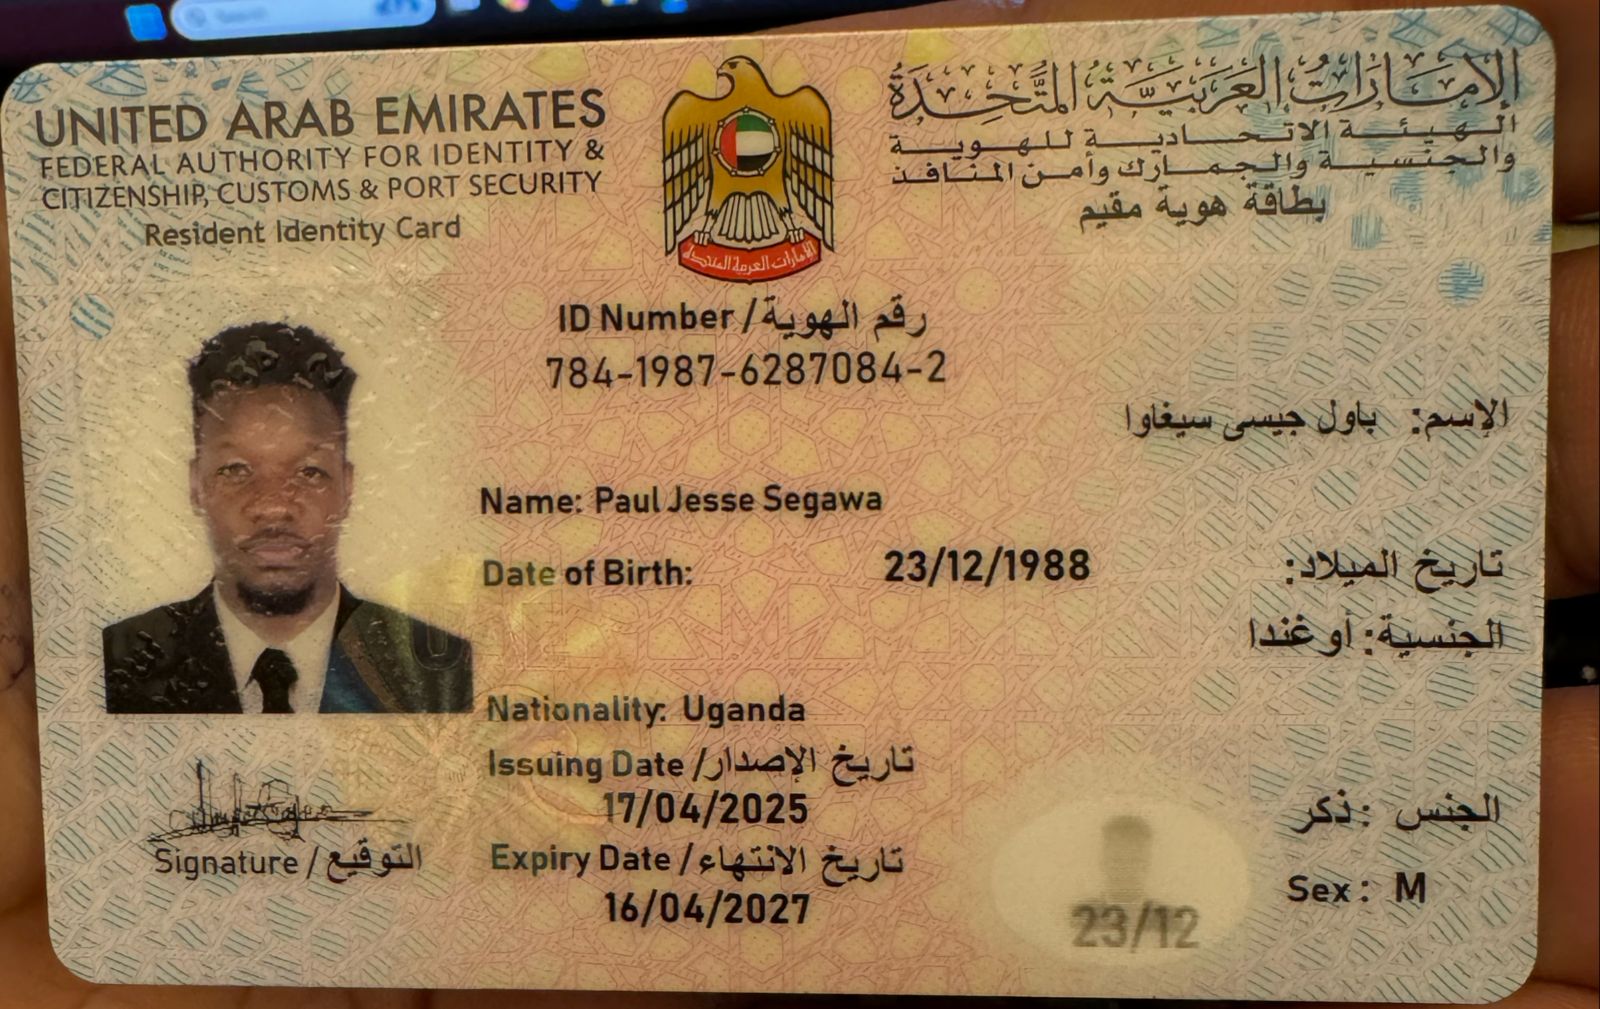 UNITED ARAB EMIRATES
FEDERAL AUTHORITY FOR IDENTITY &
CITIZENSHIP, CUSTOMS & PORT SECURITY
Resident Identity Card
الإمارات العربية المتحدة
الهيئة الاتحادية للهوية
والجنسية والجمارك وأمن المنافذ
بطاقة هوية مقيم
الإمارات العربية المتحدة
ID Number / رقم الهوية
784-1987-6287084-2
الإسم: باول جيسى سيغاوا
Name: Paul Jesse Segawa
Date of Birth: 23/12/1988 تاريخ الميلاد:
الجنسية: أوغندا
Nationality: Uganda
Issuing Date / تاريخ الإصدار
17/04/2025
Expiry Date / تاريخ الانتهاء
16/04/2027
الجنس : ذكر
Sex : M
Signature / التوقيع
23/12